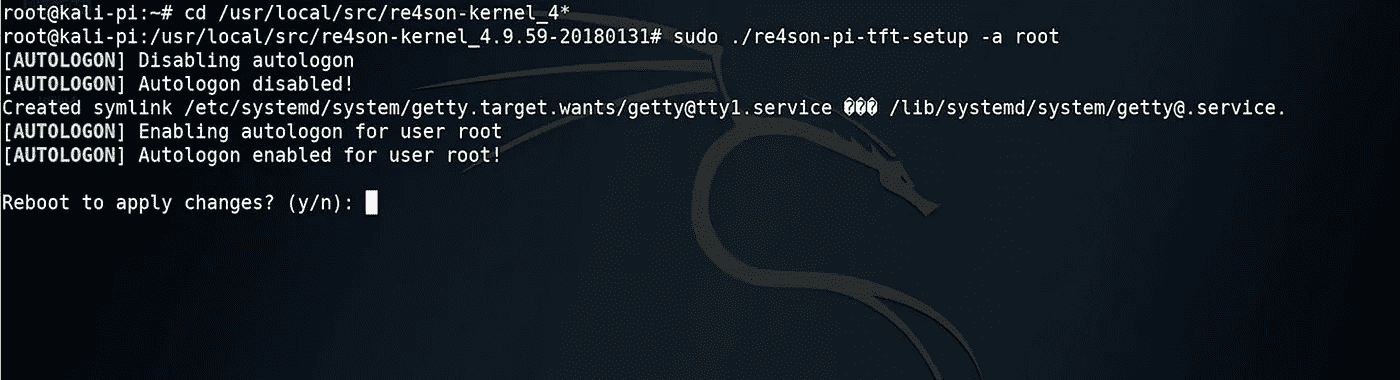 root@kali-pi:~# cd /usr/local/src/re4son-kernel_4*
root@kali-pi:/usr/local/src/re4son-kernel_4.9.59-20180131# sudo ./re4son-pi-tft-setup -a root
[AUTOLOGON] Disabling autologon
[AUTOLOGON] Autologon disabled!
Created symlink /etc/systemd/system/getty.target.wants/getty@tty1.service ��� /lib/systemd/system/getty@.service.
[AUTOLOGON] Enabling autologon for user root
[AUTOLOGON] Autologon enabled for user root!
Reboot to apply changes? (y/n):